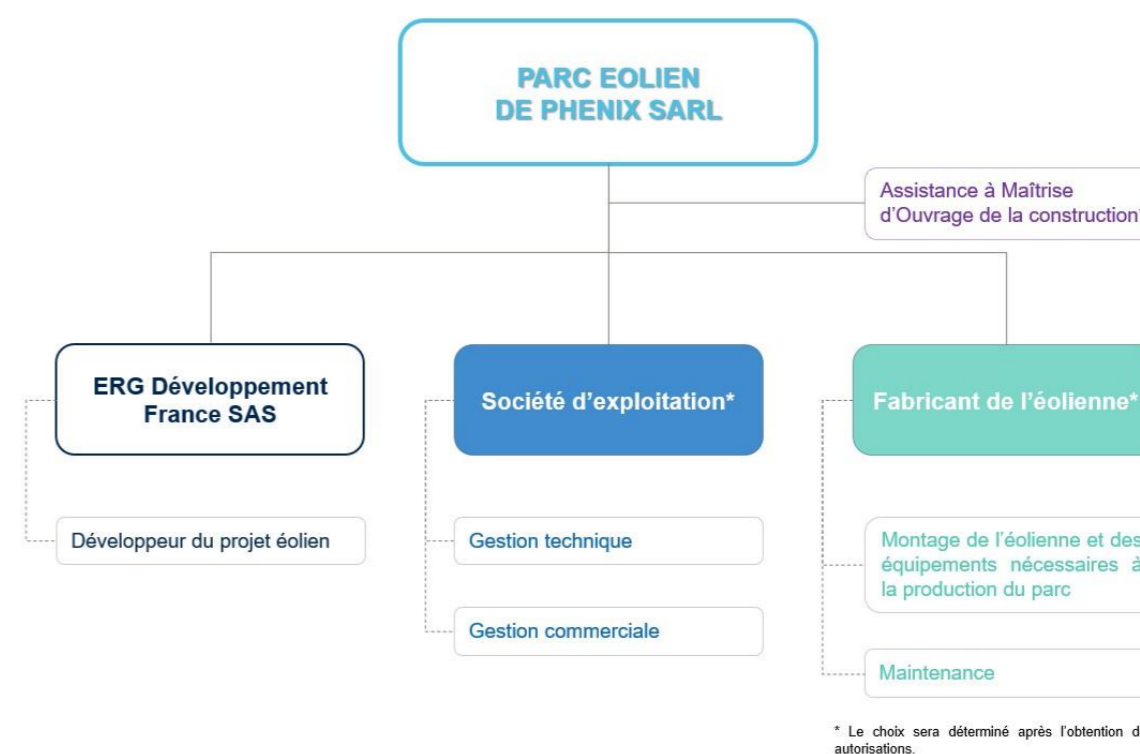 PARC EOLIEN
DE PHENIX SARL
Assistance à Maîtrise
d'Ouvrage de la construction*
ERG Développement
France SAS
Société d'exploitation*
Fabricant de l'éolienne*
Développeur du projet éolien
Gestion technique
Gestion commerciale
Montage de l'éolienne et des
équipements nécessaires à
la production du parc
Maintenance
* Le choix sera déterminé après l'obtention
autorisations.